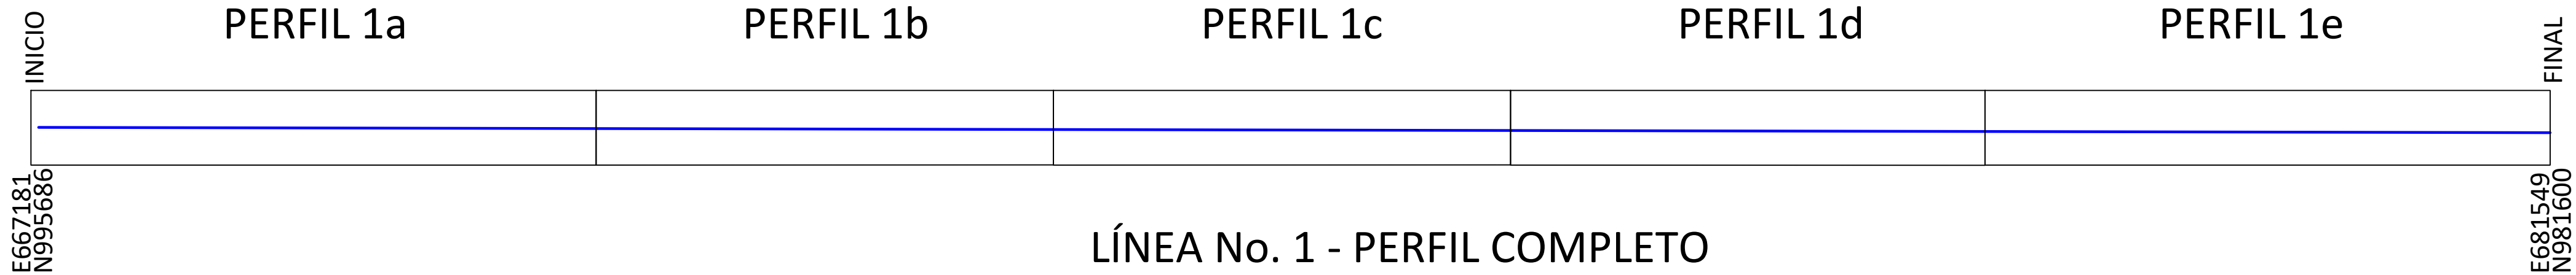 INICIO
PERFIL 1a
PERFIL 1b
PERFIL 1c
PERFIL 1d
PERFIL 1e
FINAL
E667181
N995686
LÍNEA No. 1 - PERFIL COMPLETO
E681549
N981600